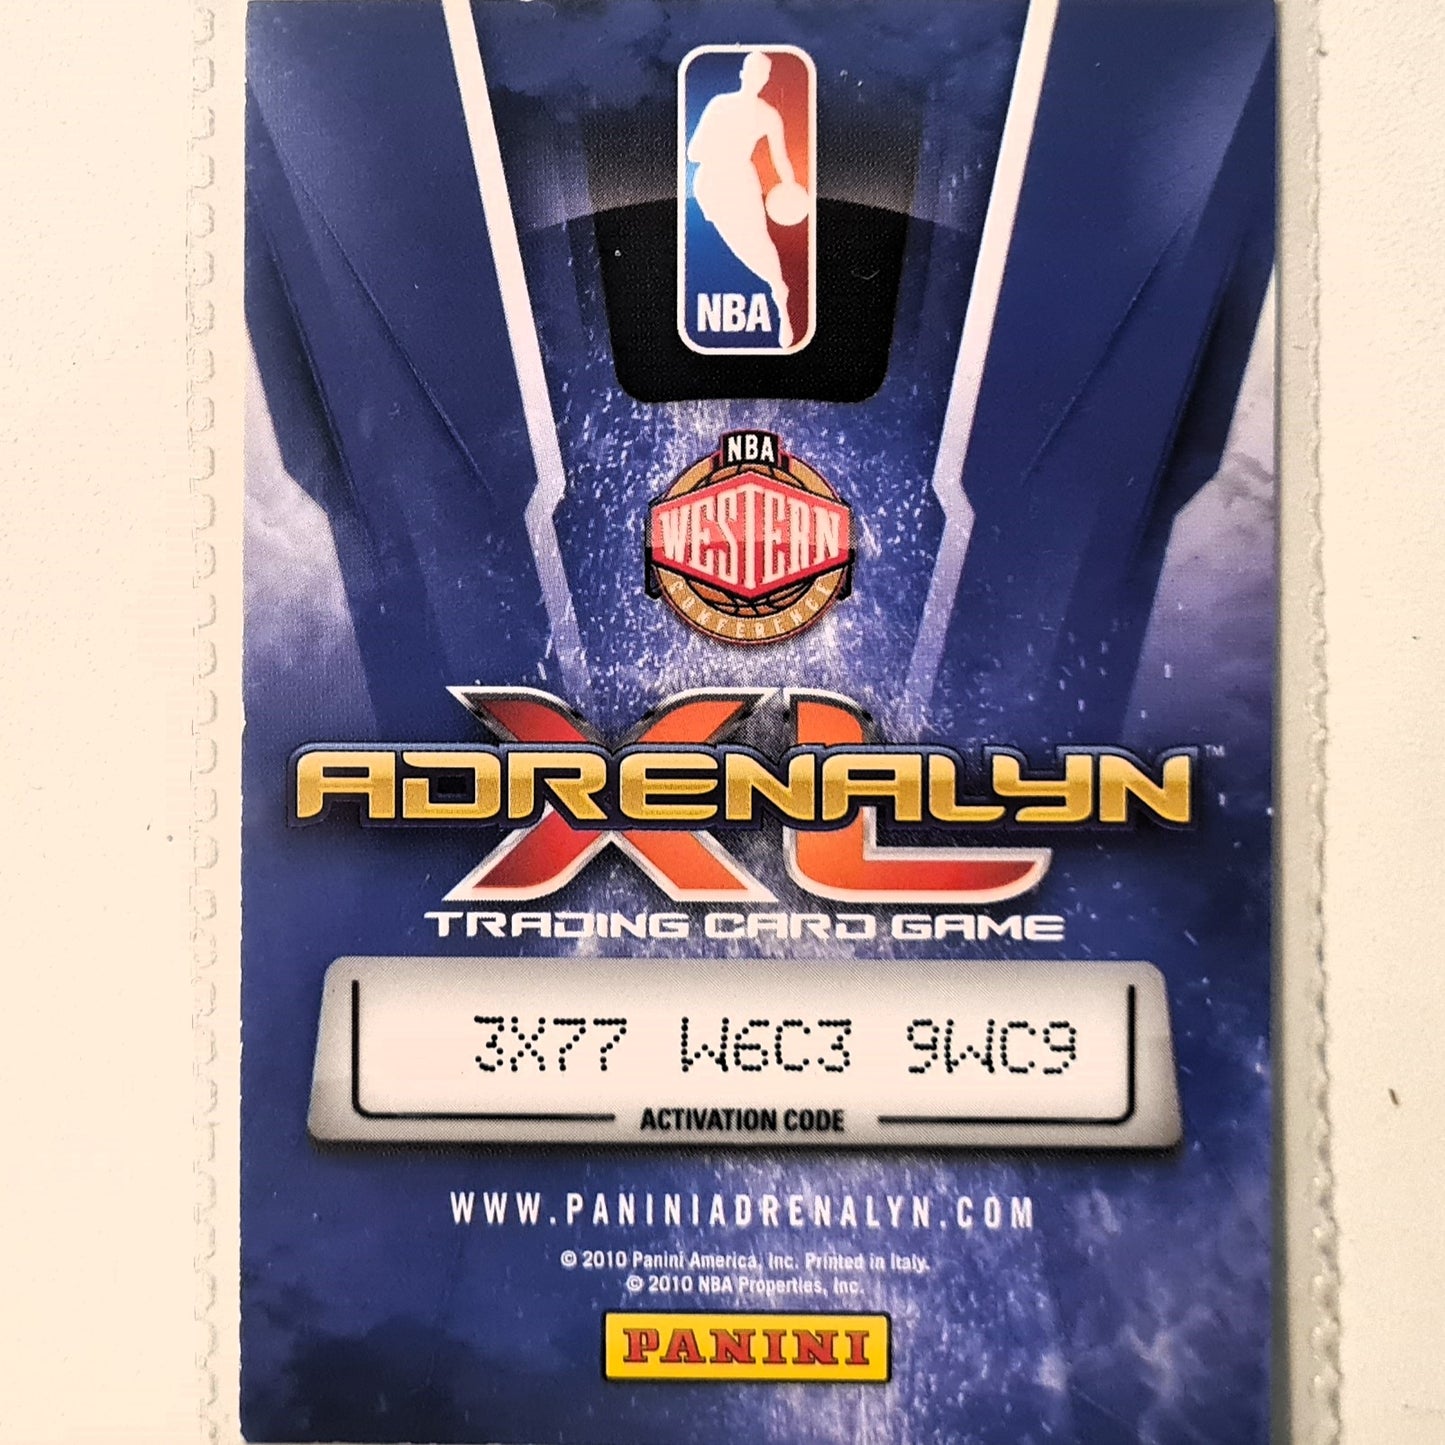 NBA
NBA
WESTERN
CONFERENCE
XL
ADRENALYN™
TRADING CARD GAME
3X77 W6C3 9WC9
ACTIVATION CODE
WWW.PANINIADRENALYN.COM
© 2010 Panini America, Inc. Printed in Italy.
© 2010 NBA Properties, Inc.
PANINI